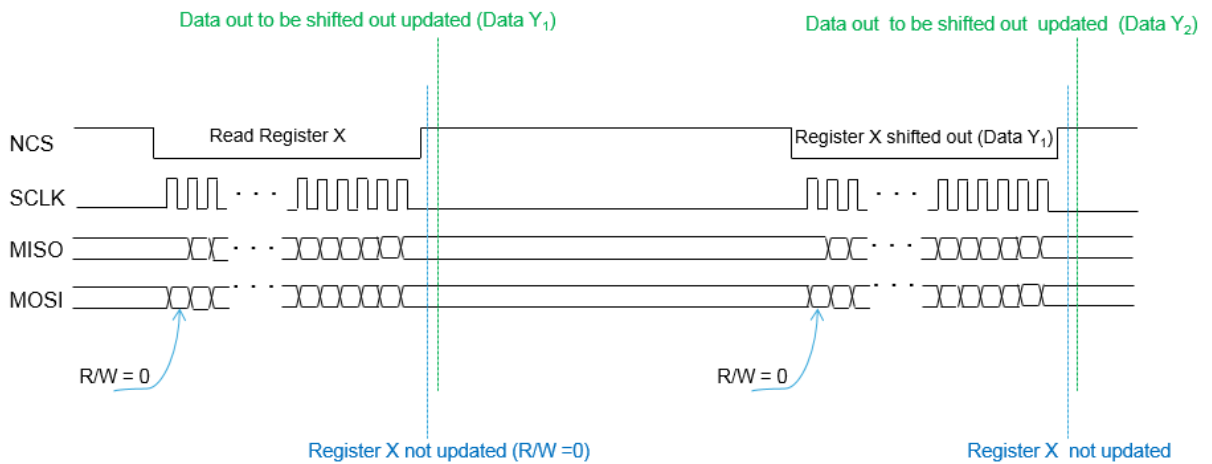 Data out to be shifted out updated (Data Y₁)
Data out to be shifted out updated (Data Y₂)
NCS
Read Register X
Register X shifted out (Data Y₁)
SCLK
MISO
MOSI
R/W = 0
R/W = 0
Register X not updated (R/W =0)
Register X not updated